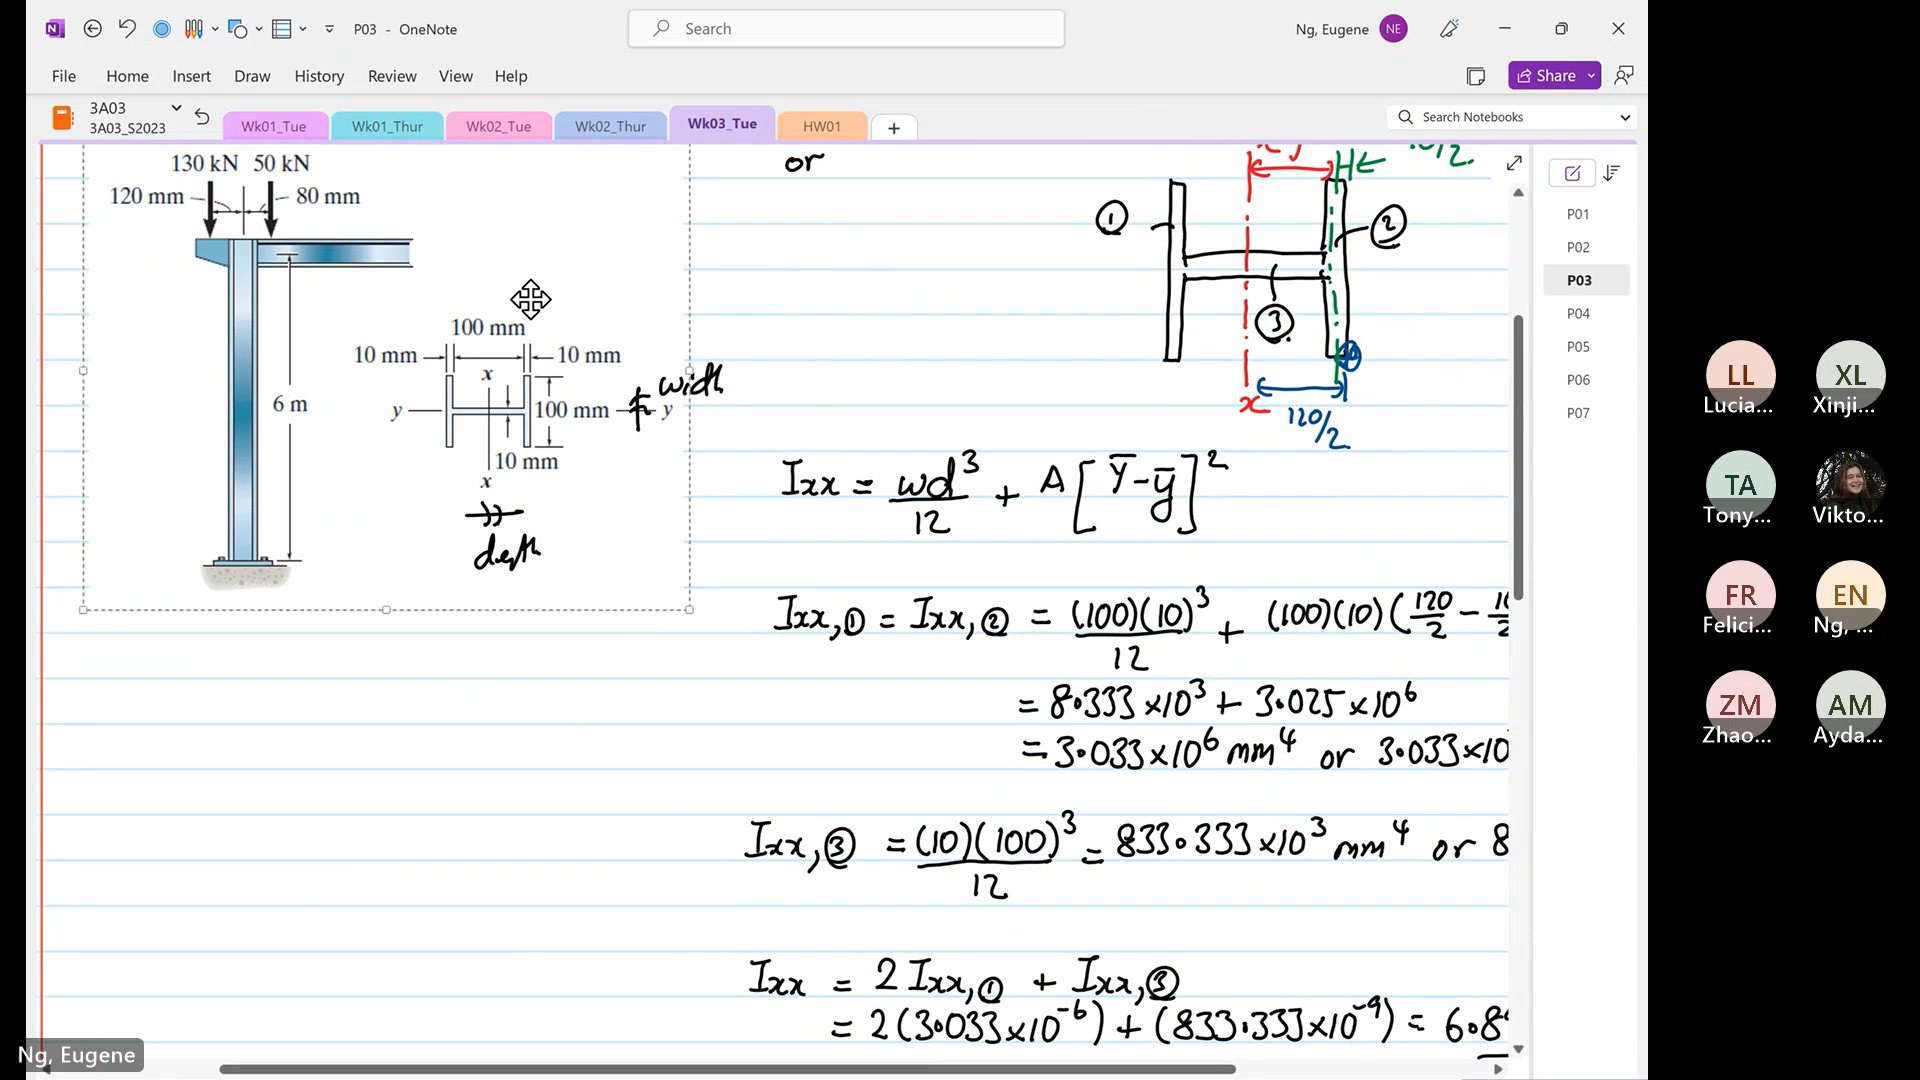 P03 - OneNote
Search
Ng, Eugene
NE
File
Home
Insert
Draw
History
Review
View
Help
Share
3A03
3A03_S2023
Wk01_Tue
Wk01_Thur
Wk02_Tue
Wk02_Thur
Wk03_Tue
HW01
Search Notebooks
P01
P02
P03
P04
P05
P06
P07
130 kN 50 kN
120 mm
80 mm
6 m
100 mm
10 mm
10 mm
x
y
100 mm
y
10 mm
x
width
depth
or
①
②
③
x
120/2
Ixx = wd³/12 + A[Ȳ-ȳ]²
Ixx,① = Ixx,② = (100)(10)³/12 + (100)(10)(120/2 -
= 8.333×10³ + 3.025×10⁶
= 3.033×10⁶ mm⁴ or 3.033×10
Ixx,③ = (10)(100)³/12 = 833.333×10³ mm⁴ or 8
Ixx = 2 Ixx,① + Ixx,③
= 2(3.033×10⁻⁶) + (833.333×10⁻⁹) = 6.8
LL
Lucia...
XL
Xinji...
TA
Tony...
Vikto...
FR
Felici...
EN
Ng, ...
ZM
Zhao...
AM
Ayda...
Ng, Eugene